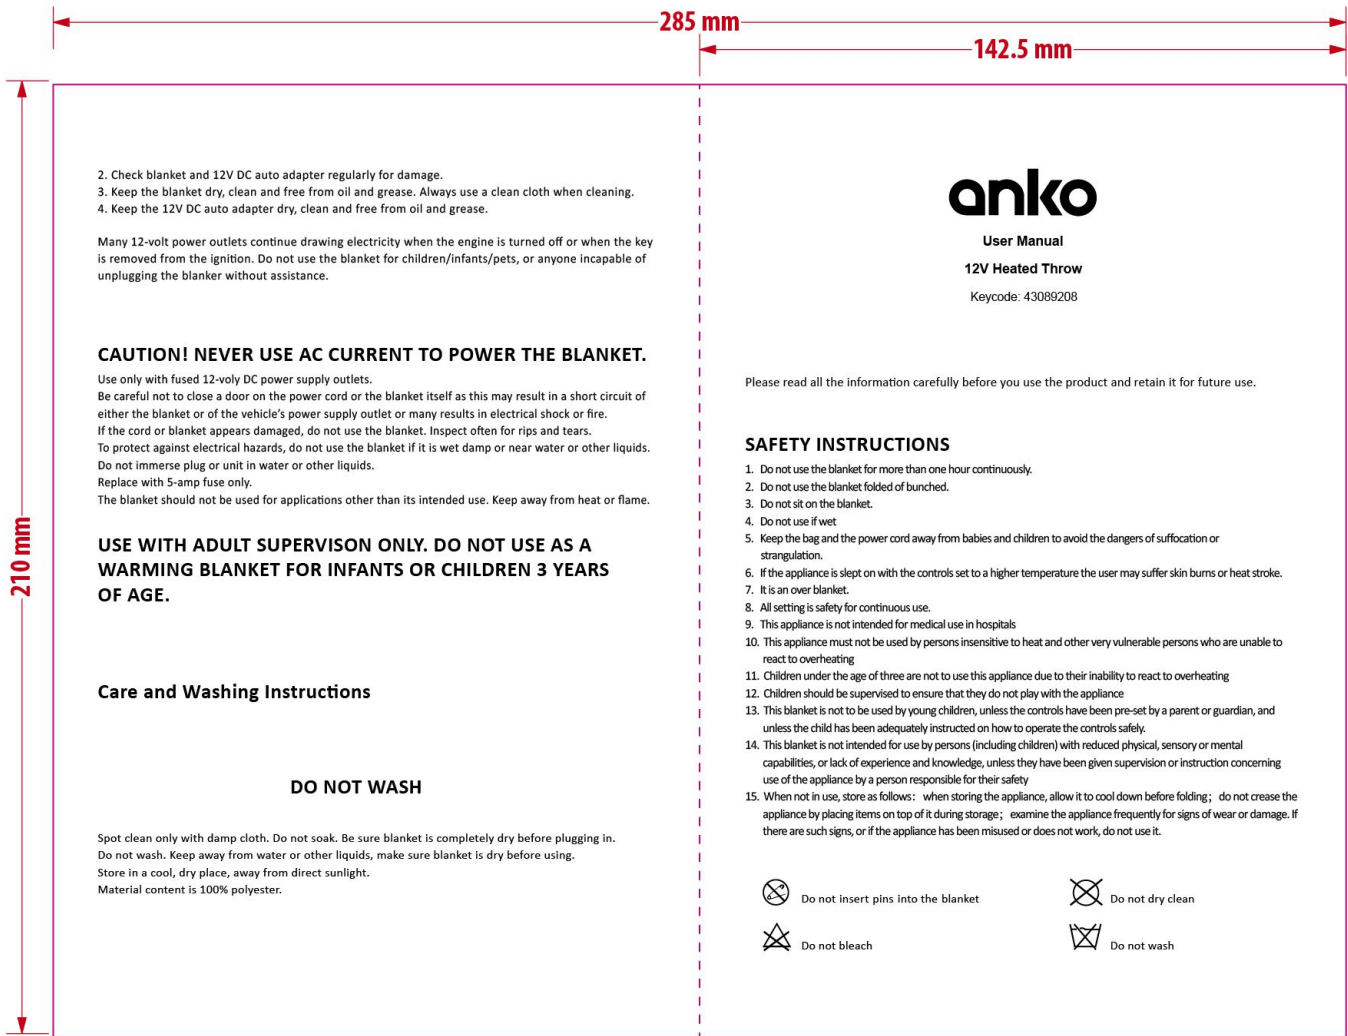 285 mm
142.5 mm
210 mm
2. Check blanket and 12V DC auto adapter regularly for damage.
3. Keep the blanket dry, clean and free from oil and grease. Always use a clean cloth when cleaning.
4. Keep the 12V DC auto adapter dry, clean and free from oil and grease.
Many 12-volt power outlets continue drawing electricity when the engine is turned off or when the key
is removed from the ignition. Do not use the blanket for children/infants/pets, or anyone incapable of
unplugging the blanker without assistance.
CAUTION! NEVER USE AC CURRENT TO POWER THE BLANKET.
Use only with fused 12-voly DC power supply outlets.
Be careful not to close a door on the power cord or the blanket itself as this may result in a short circuit of
either the blanket or of the vehicle's power supply outlet or many results in electrical shock or fire.
If the cord or blanket appears damaged, do not use the blanket. Inspect often for rips and tears.
To protect against electrical hazards, do not use the blanket if it is wet damp or near water or other liquids.
Do not immerse plug or unit in water or other liquids.
Replace with 5-amp fuse only.
The blanket should not be used for applications other than its intended use. Keep away from heat or flame.
USE WITH ADULT SUPERVISON ONLY. DO NOT USE AS A
WARMING BLANKET FOR INFANTS OR CHILDREN 3 YEARS
OF AGE.
Care and Washing Instructions
DO NOT WASH
Spot clean only with damp cloth. Do not soak. Be sure blanket is completely dry before plugging in.
Do not wash. Keep away from water or other liquids, make sure blanket is dry before using.
Store in a cool, dry place, away from direct sunlight.
Material content is 100% polyester.
anko
User Manual
12V Heated Throw
Keycode: 43089208
Please read all the information carefully before you use the product and retain it for future use.
SAFETY INSTRUCTIONS
1. Do not use the blanket for more than one hour continuously.
2. Do not use the blanket folded of bunched.
3. Do not sit on the blanket.
4. Do not use if wet
5. Keep the bag and the power cord away from babies and children to avoid the dangers of suffocation or
strangulation.
6. If the appliance is slept on with the controls set to a higher temperature the user may suffer skin burns or heat stroke.
7. It is an over blanket.
8. All setting is safety for continuous use.
9. This appliance is not intended for medical use in hospitals
10. This appliance must not be used by persons insensitive to heat and other very vulnerable persons who are unable to
react to overheating
11. Children under the age of three are not to use this appliance due to their inability to react to overheating
12. Children should be supervised to ensure that they do not play with the appliance
13. This blanket is not to be used by young children, unless the controls have been pre-set by a parent or guardian, and
unless the child has been adequately instructed on how to operate the controls safely.
14. This blanket is not intended for use by persons (including children) with reduced physical, sensory or mental
capabilities, or lack of experience and knowledge, unless they have been given supervision or instruction concerning
use of the appliance by a person responsible for their safety
15. When not in use, store as follows： when storing the appliance, allow it to cool down before folding； do not crease the
appliance by placing items on top of it during storage； examine the appliance frequently for signs of wear or damage. If
there are such signs, or if the appliance has been misused or does not work, do not use it.
Do not insert pins into the blanket
Do not dry clean
Do not bleach
Do not wash